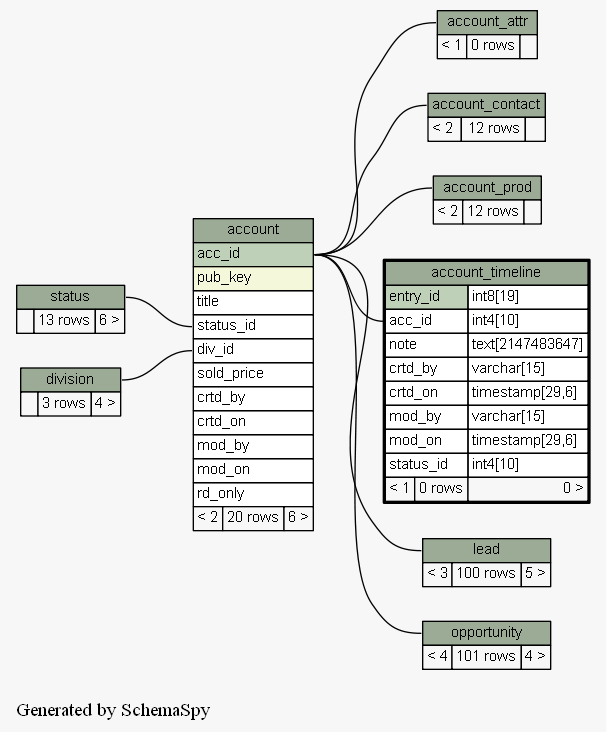 account_attr
< 1 0 rows
account_contact
< 2 12 rows
account_prod
< 2 12 rows
account
acc_id
pub_key
title
status_id
div_id
sold_price
crtd_by
crtd_on
mod_by
mod_on
rd_only
< 2 20 rows 6 >
status
13 rows 6 >
division
3 rows 4 >
account_timeline
entry_id int8[19]
acc_id int4[10]
note text[2147483647]
crtd_by varchar[15]
crtd_on timestamp[29,6]
mod_by varchar[15]
mod_on timestamp[29,6]
status_id int4[10]
< 1 0 rows 0 >
lead
< 3 100 rows 5 >
opportunity
< 4 101 rows 4 >
Generated by SchemaSpy